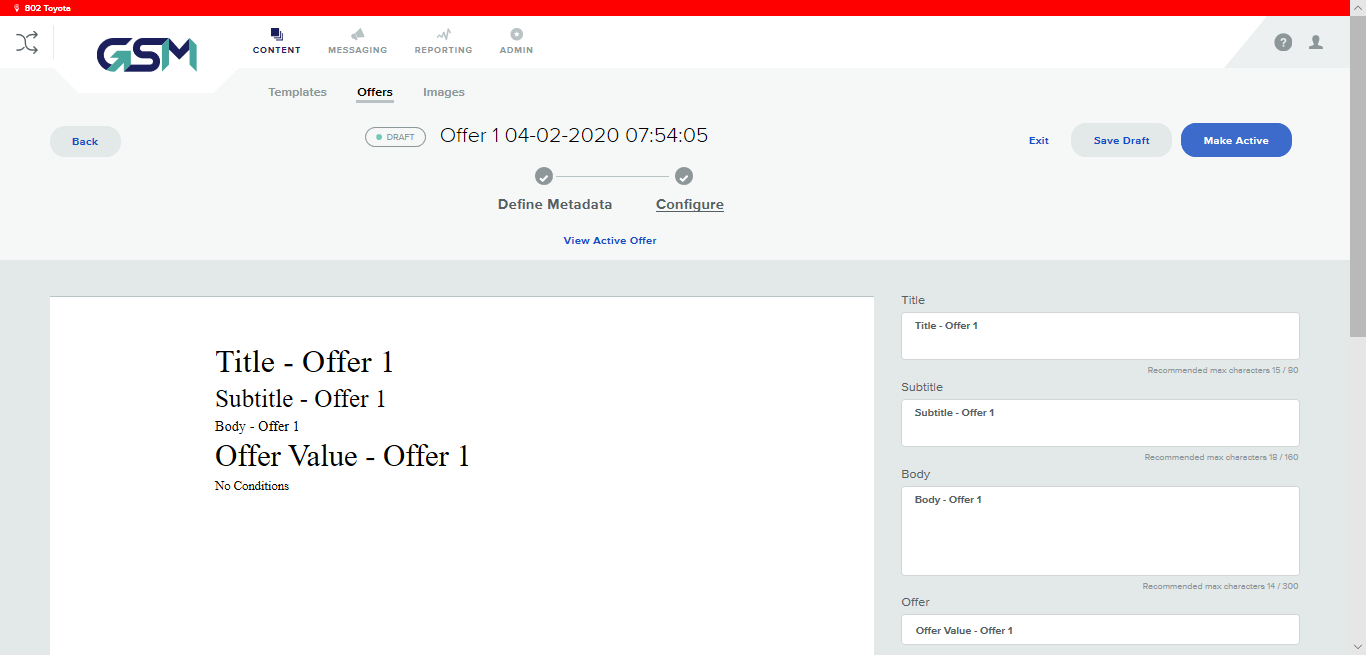 802 Toyota
GSM
CONTENT
MESSAGING
REPORTING
ADMIN
?
Templates
Offers
Images
Back
DRAFT
Offer 1 04-02-2020 07:54:05
Exit
Save Draft
Make Active
Define Metadata
Configure
View Active Offer
Title - Offer 1
Subtitle - Offer 1
Body - Offer 1
Offer Value - Offer 1
No Conditions
Title
Title - Offer 1
Recommended max characters 15 / 80
Subtitle
Subtitle - Offer 1
Recommended max characters 18 / 160
Body
Body - Offer 1
Recommended max characters 14 / 300
Offer
Offer Value - Offer 1